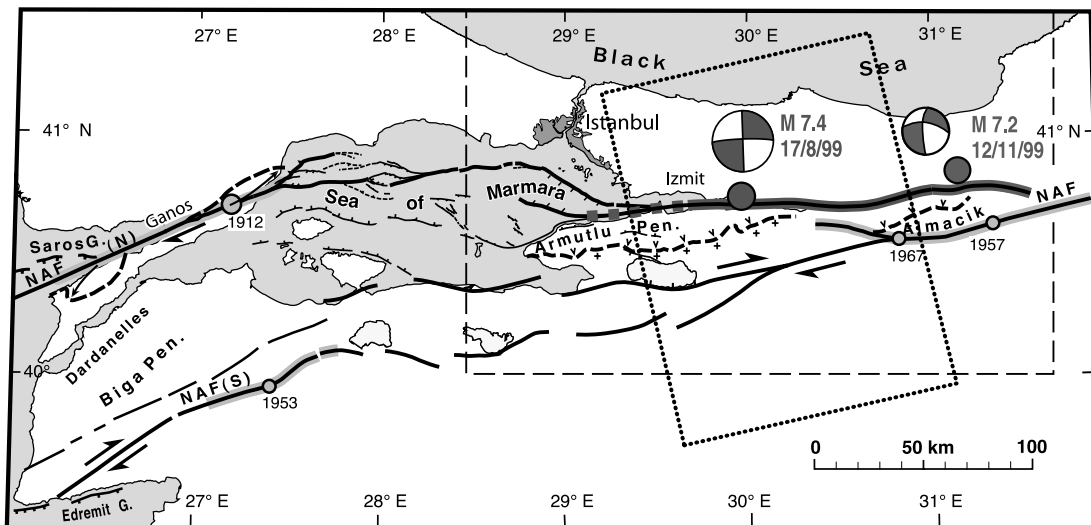 27° E
28° E
29° E
30° E
31° E
Black
Sea
41° N
41° N
Istanbul
M 7.4
17/8/99
M 7.2
12/11/99
Izmit
NAF
Marmara
Sea of
Ganos
1912
Saros G.
NAF (N)
Armutlu Pen.
Almacik
1967
1957
Dardanelles
Biga Pen.
40°
NAF(S)
1953
0 50 km 100
Edremit G.
27° E
28° E
29° E
30° E
31° E